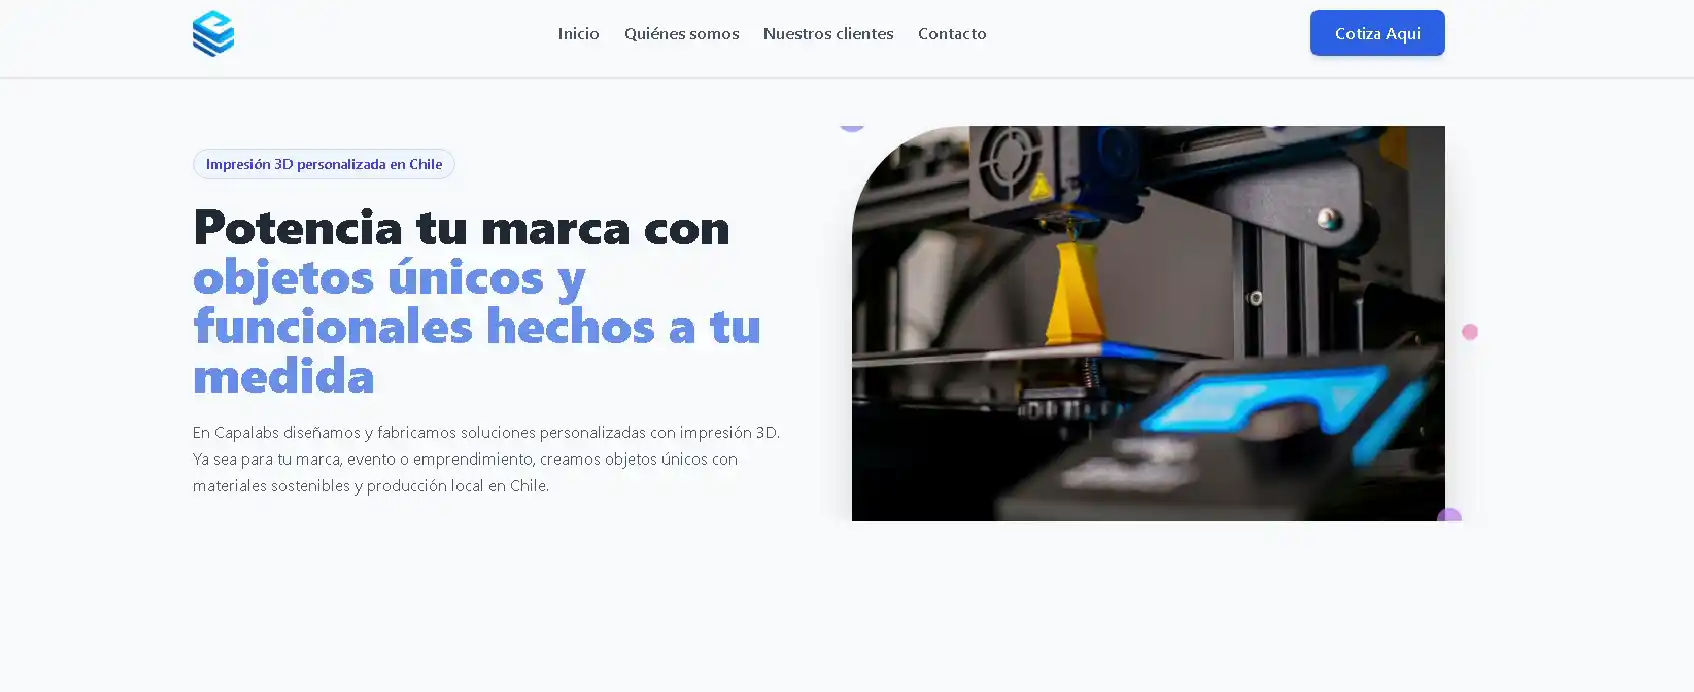 Inicio
Quiénes somos
Nuestros clientes
Contacto
Cotiza Aqui
Impresión 3D personalizada en Chile
Potencia tu marca con
objetos únicos y
funcionales hechos a tu
medida
En Capalabs diseñamos y fabricamos soluciones personalizadas con impresión 3D.
Ya sea para tu marca, evento o emprendimiento, creamos objetos únicos con
materiales sostenibles y producción local en Chile.